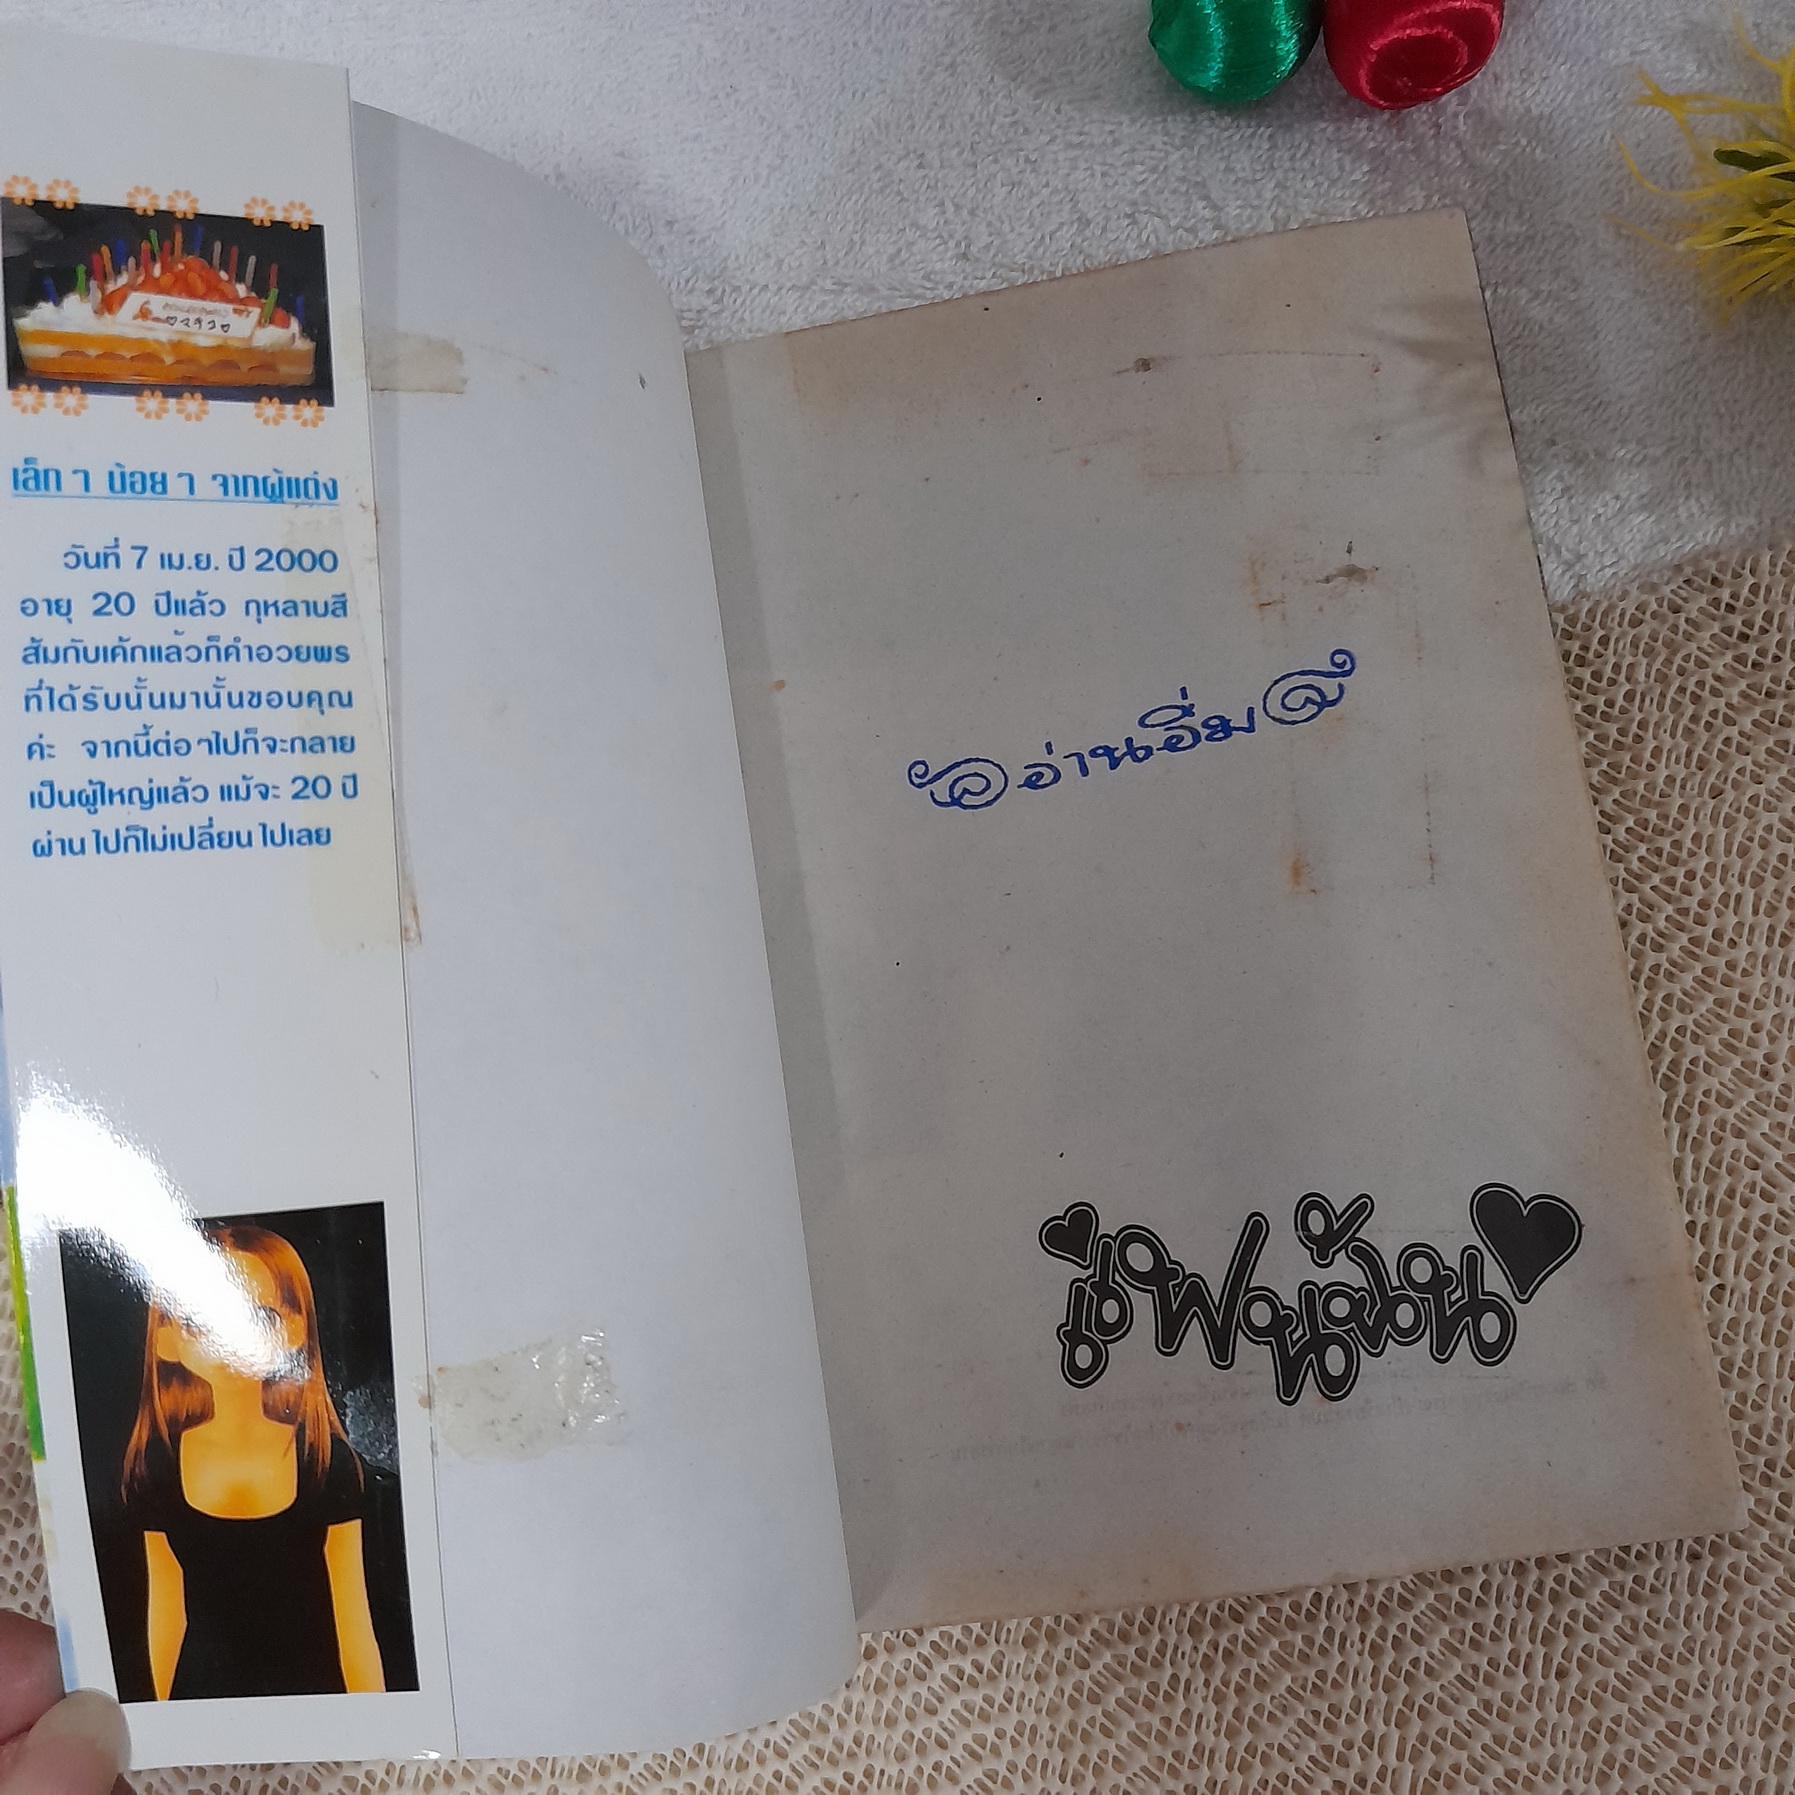 เล็ก ๆ น้อย ๆ จากผู้แต่ง
วันที่ 7 เม.ย. ปี 2000
อายุ 20 ปีแล้ว กุหลาบสี
ส้มกับเค้กแล้วก็คำอวยพร
ที่ได้รับนั้นมานั้นขอบคุณ
ค่ะ จากนี้ต่อๆไปก็จะกลาย
เป็นผู้ใหญ่แล้ว แม้จะ 20 ปี
ผ่านไปก็ไม่เปลี่ยนไปเลย
อ่านอิ่ม
แฟนฉัน